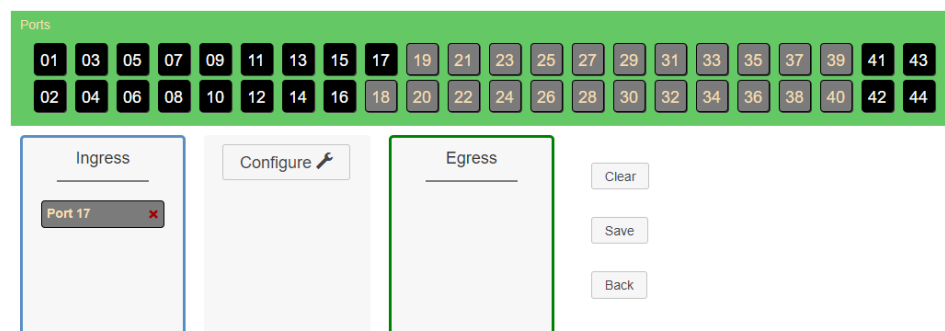 Ports
01 03 05 07 09 11 13 15 17 19 21 23 25 27 29 31 33 35 37 39 41 43
02 04 06 08 10 12 14 16 18 20 22 24 26 28 30 32 34 36 38 40 42 44
Ingress
Port 17
Configure
Egress
Clear
Save
Back